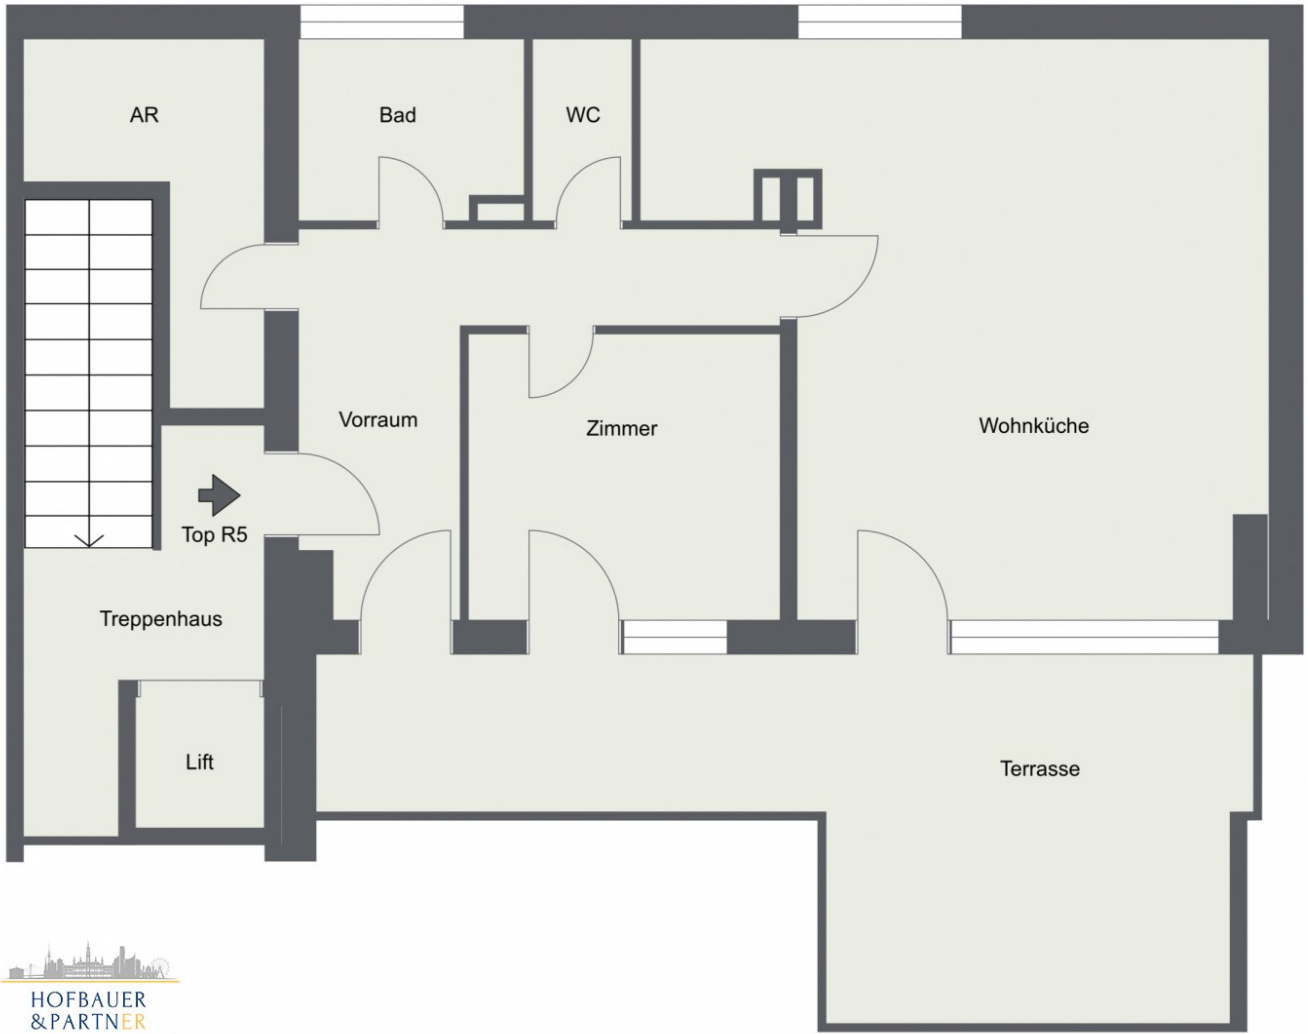 AR
Bad
WC
Vorraum
Zimmer
Wohnküche
Top R5
Treppenhaus
Lift
Terrasse
HOFBAUER
&PARTNER